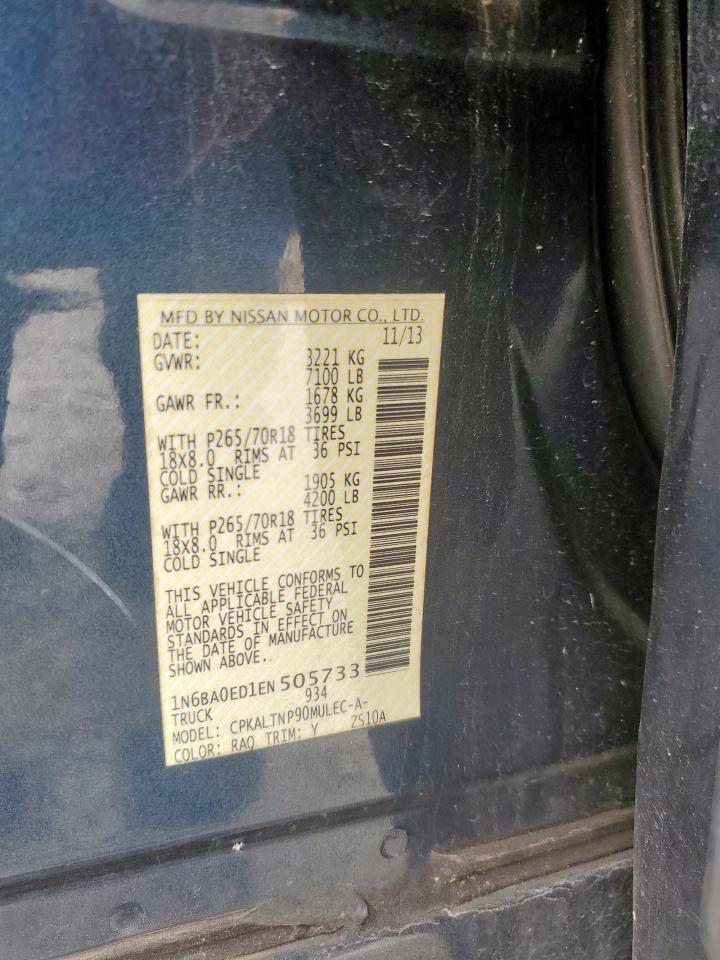 MFD BY NISSAN MOTOR CO., LTD.
DATE: 11/13
GVWR: 3221 KG
7100 LB
GAWR FR.: 1678 KG
3699 LB
WITH P265/70R18 TIRES
18X8.0 RIMS AT 36 PSI
COLD SINGLE
GAWR RR.: 1905 KG
4200 LB
WITH P265/70R18 TIRES
18X8.0 RIMS AT 36 PSI
COLD SINGLE
THIS VEHICLE CONFORMS TO
ALL APPLICABLE FEDERAL
MOTOR VEHICLE SAFETY
STANDARDS IN EFFECT ON
THE DATE OF MANUFACTURE
SHOWN ABOVE.
1N6BA0ED1EN505733
TRUCK 934
MODEL: CPKALTNP90MULEC-A-
COLOR: RAQ TRIM: Y ZS10A